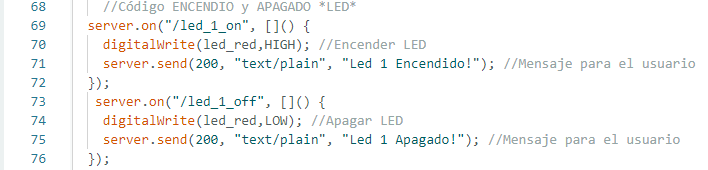 68 //Código ENCENDIO y APAGADO *LED*
69 server.on("/led_1_on", []() {
70 digitalWrite(led_red,HIGH); //Encender LED
71 server.send(200, "text/plain", "Led 1 Encendido!"); //Mensaje para el usuario
72 });
73 server.on("/led_1_off", []() {
74 digitalWrite(led_red,LOW); //Apagar LED
75 server.send(200, "text/plain", "Led 1 Apagado!"); //Mensaje para el usuario
76 });